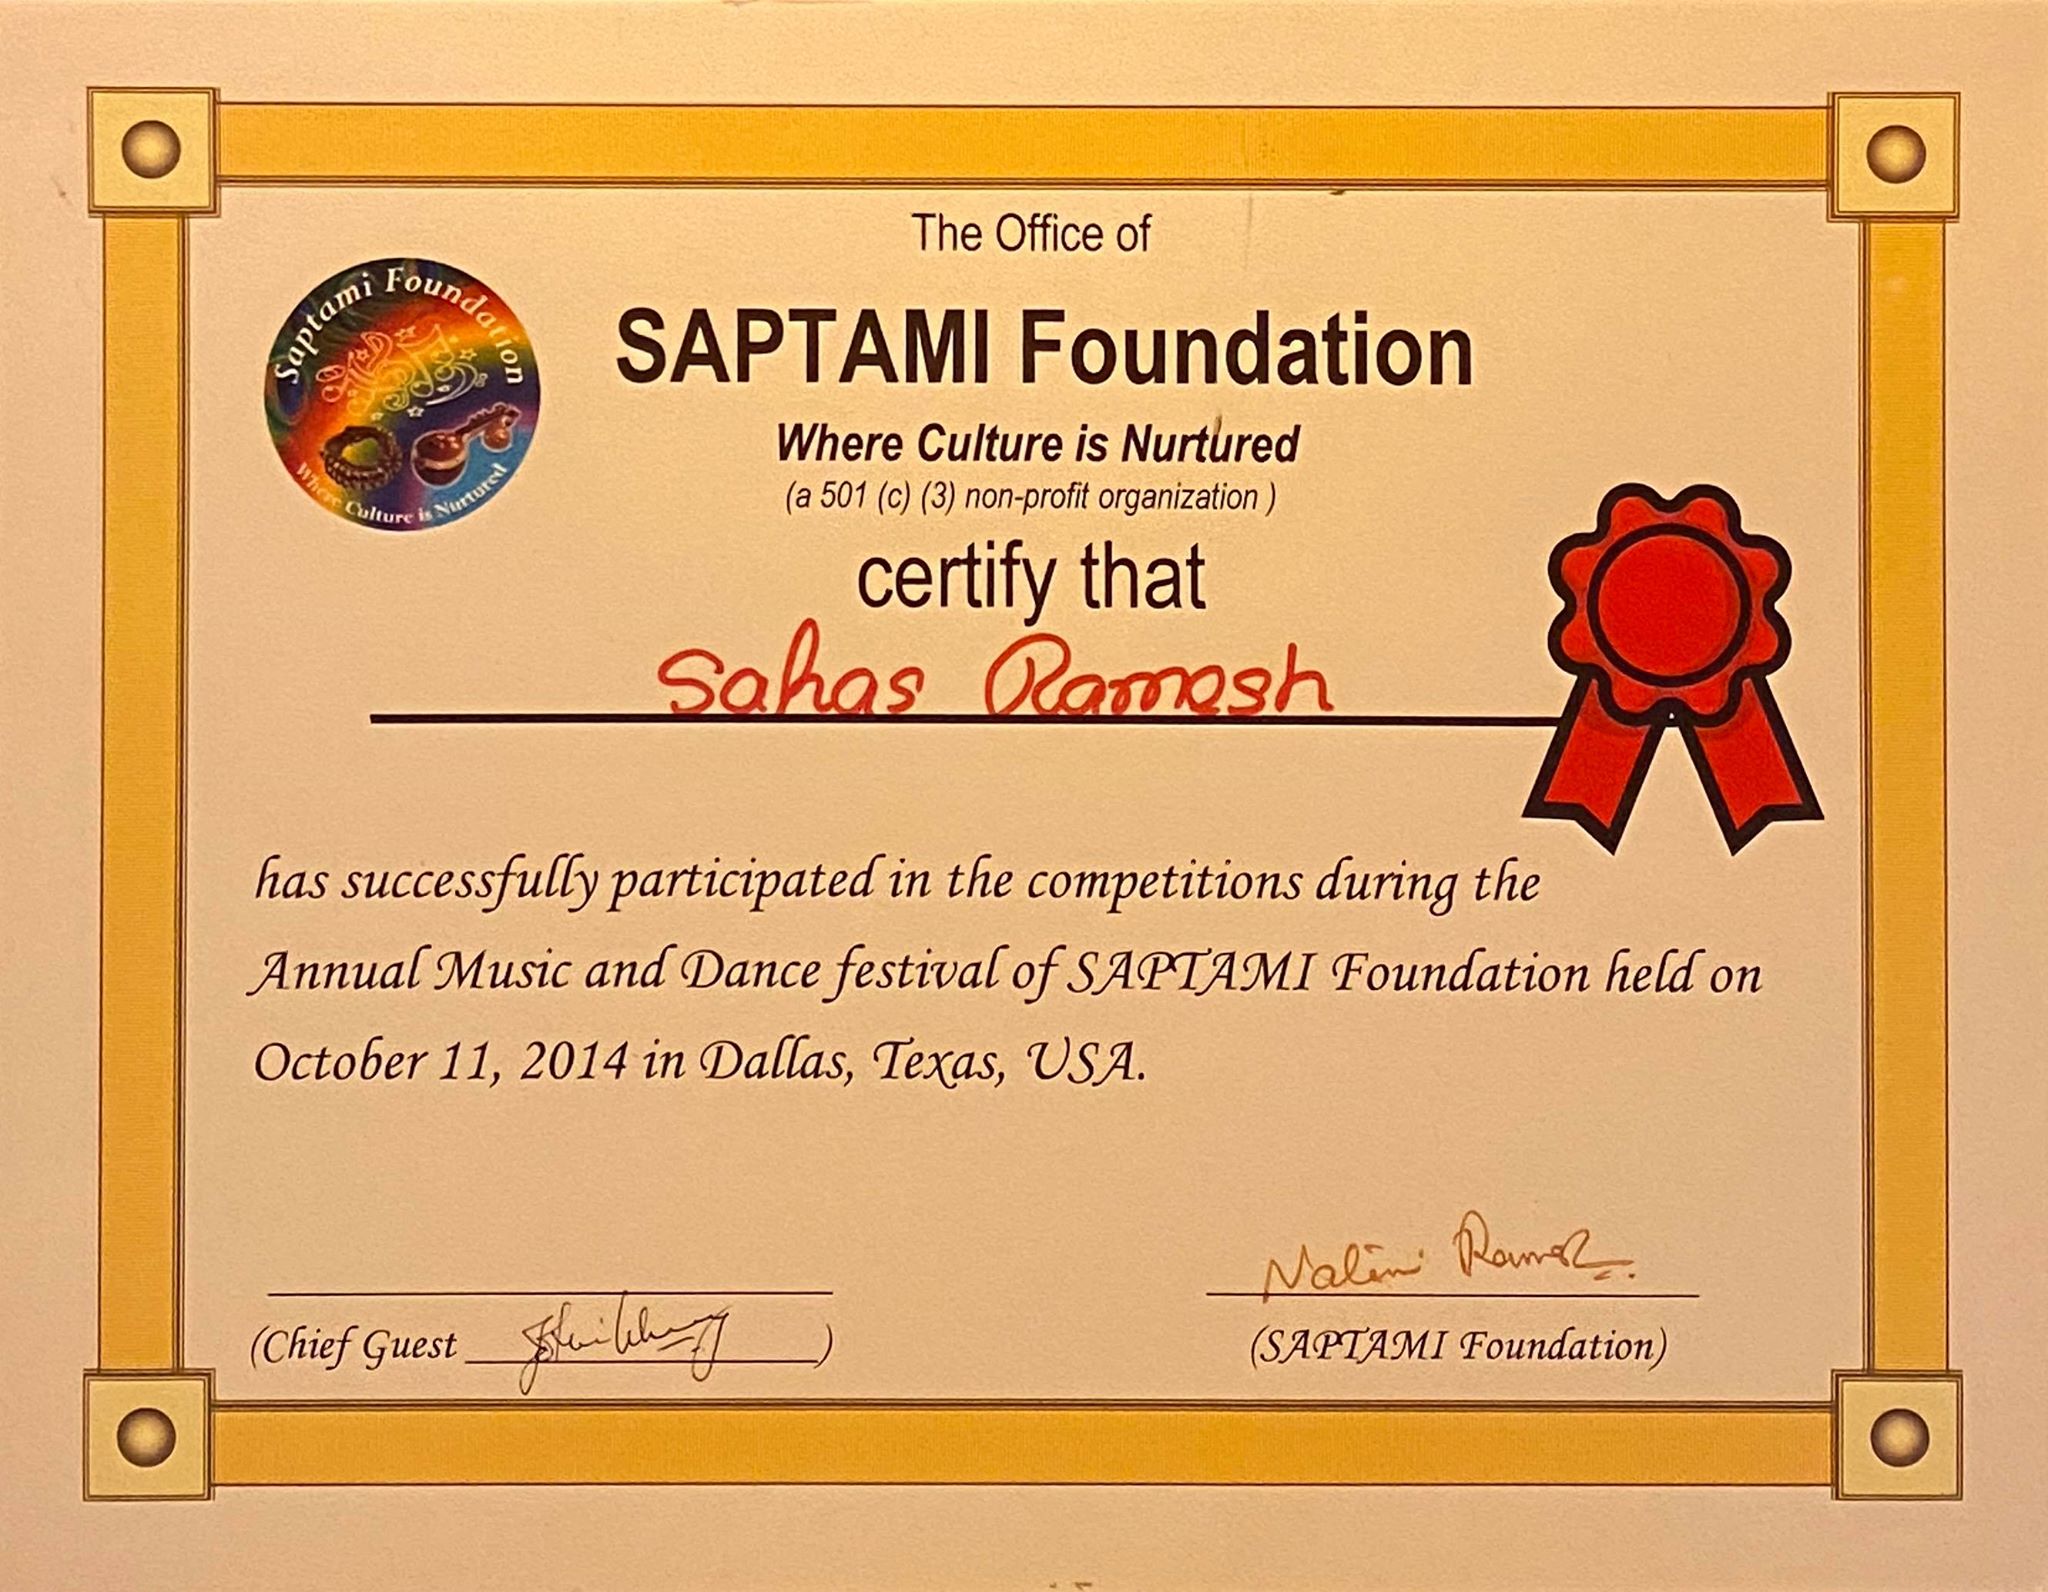 The Office of
Saptami Foundation
SAPTAMI Foundation
Where Culture is Nurtured
Where Culture is Nurtured
(a 501 (c) (3) non-profit organization )
certify that
Sahas Ramesh
has successfully participated in the competitions during the
Annual Music and Dance festival of SAPTAMI Foundation held on
October 11, 2014 in Dallas, Texas, USA.
Nalini Ramesh
(Chief Guest )
(SAPTAMI Foundation)